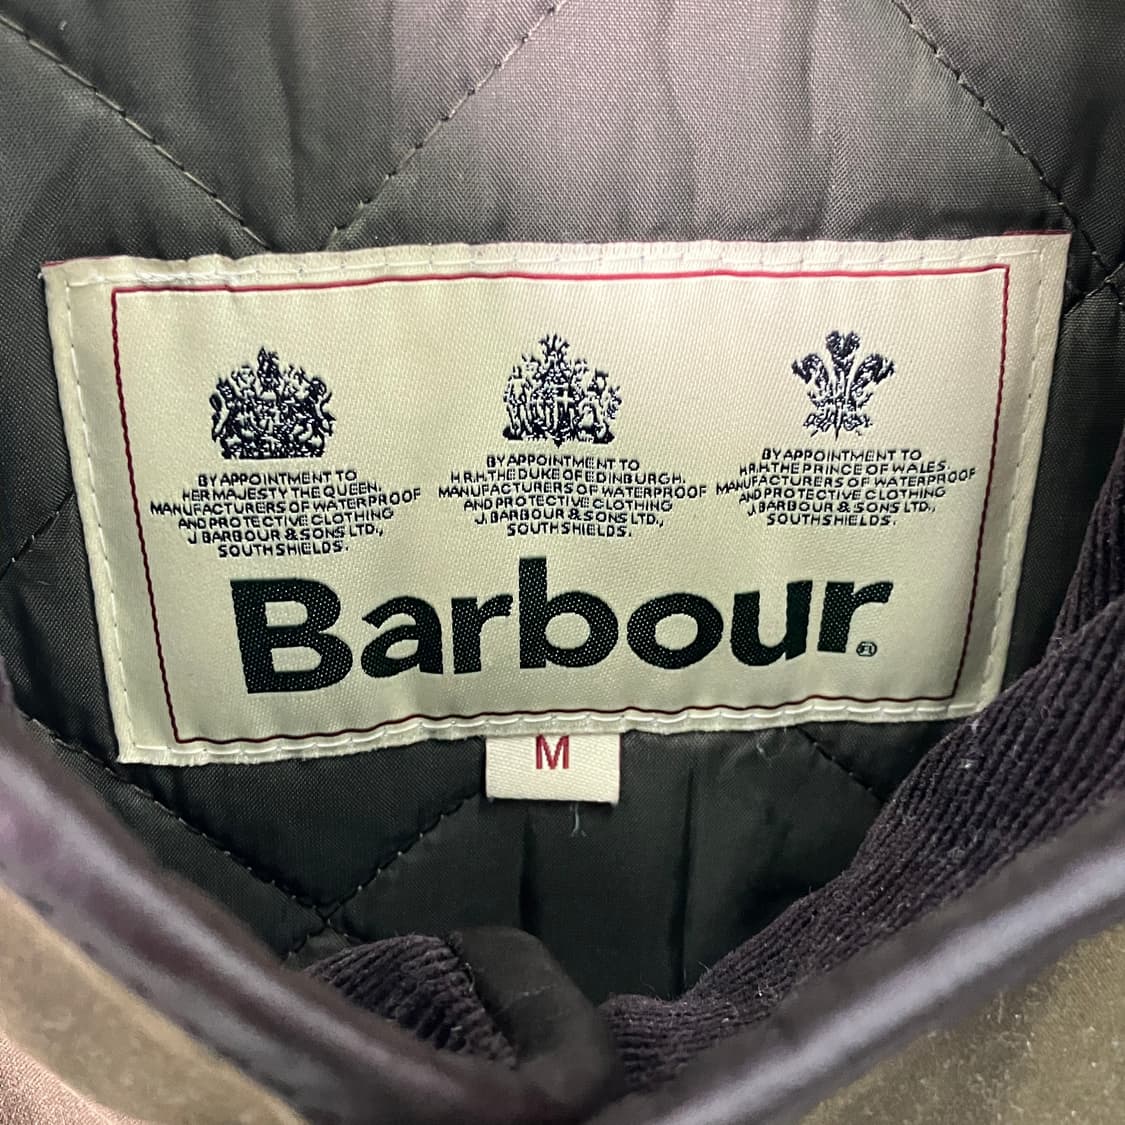 BY APPOINTMENT TO
HER MAJESTY THE QUEEN,
MANUFACTURERS OF WATERPROOF
AND PROTECTIVE CLOTHING
J. BARBOUR & SONS LTD.,
SOUTH SHIELDS.
BY APPOINTMENT TO
H.R.H. THE DUKE OF EDINBURGH,
MANUFACTURERS OF WATERPROOF
AND PROTECTIVE CLOTHING
J. BARBOUR & SONS LTD.,
SOUTH SHIELDS.
BY APPOINTMENT TO
H.R.H. THE PRINCE OF WALES,
MANUFACTURERS OF WATERPROOF
AND PROTECTIVE CLOTHING
J. BARBOUR & SONS LTD.,
SOUTH SHIELDS.
Barbour®
M